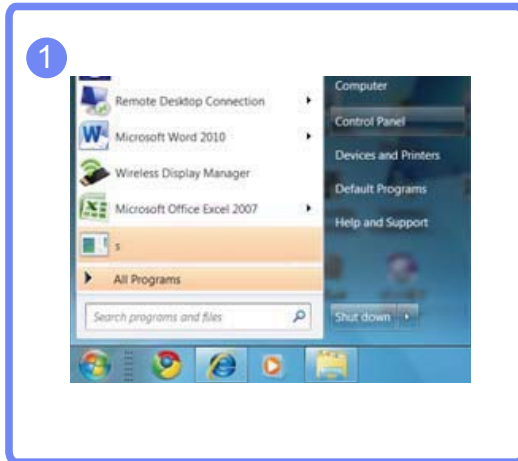 1
Remote Desktop Connection
Microsoft Word 2010
Wireless Display Manager
Microsoft Office Excel 2007
s
All Programs
Search programs and files
Computer
Control Panel
Devices and Printers
Default Programs
Help and Support
Shut down